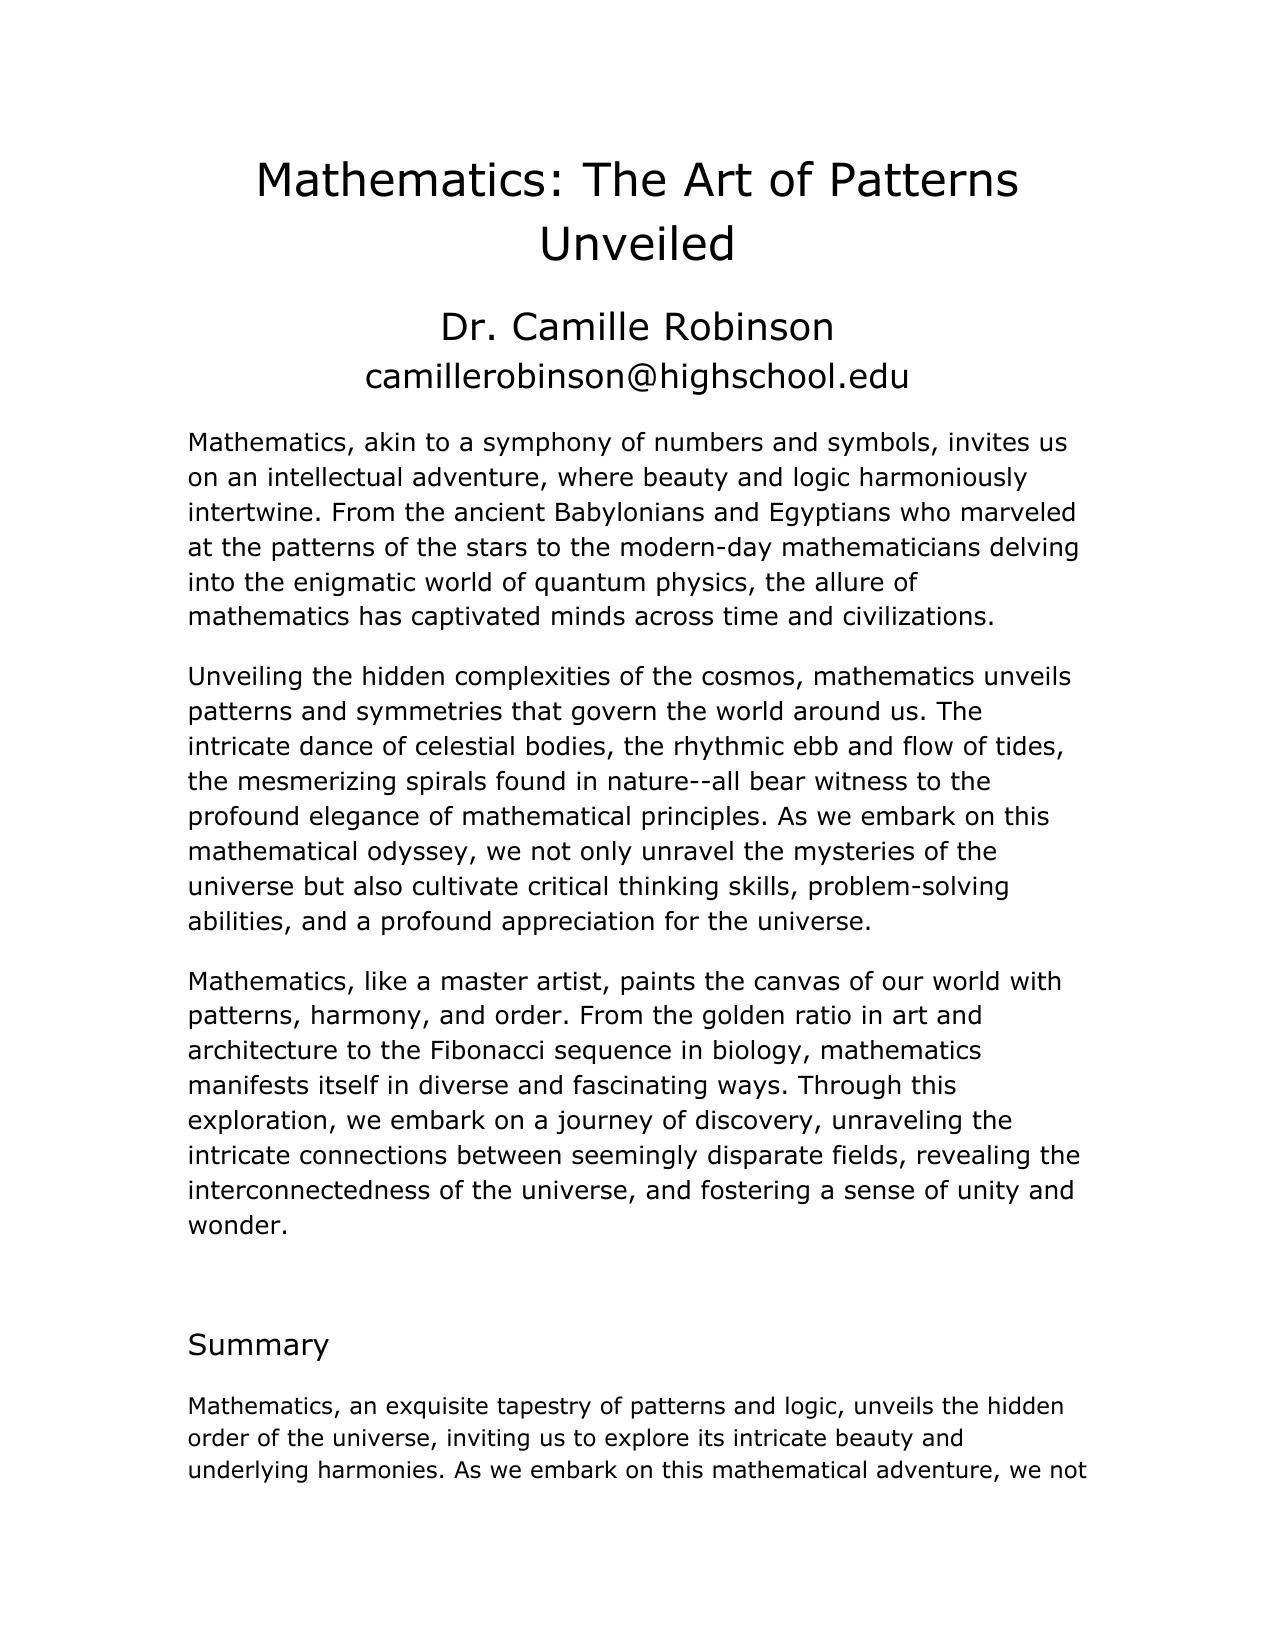 Mathematics: The Art of Patterns
Unveiled
Dr. Camille Robinson
camillerobinson@highschool.edu
Mathematics, akin to a symphony of numbers and symbols, invites us
on an intellectual adventure, where beauty and logic harmoniously
intertwine. From the ancient Babylonians and Egyptians who marveled
at the patterns of the stars to the modern-day mathematicians delving
into the enigmatic world of quantum physics, the allure of
mathematics has captivated minds across time and civilizations.
Unveiling the hidden complexities of the cosmos, mathematics unveils
patterns and symmetries that govern the world around us. The
intricate dance of celestial bodies, the rhythmic ebb and flow of tides,
the mesmerizing spirals found in nature--all bear witness to the
profound elegance of mathematical principles. As we embark on this
mathematical odyssey, we not only unravel the mysteries of the
universe but also cultivate critical thinking skills, problem-solving
abilities, and a profound appreciation for the universe.
Mathematics, like a master artist, paints the canvas of our world with
patterns, harmony, and order. From the golden ratio in art and
architecture to the Fibonacci sequence in biology, mathematics
manifests itself in diverse and fascinating ways. Through this
exploration, we embark on a journey of discovery, unraveling the
intricate connections between seemingly disparate fields, revealing the
interconnectedness of the universe, and fostering a sense of unity and
wonder.
Summary
Mathematics, an exquisite tapestry of patterns and logic, unveils the hidden
order of the universe, inviting us to explore its intricate beauty and
underlying harmonies. As we embark on this mathematical adventure, we not